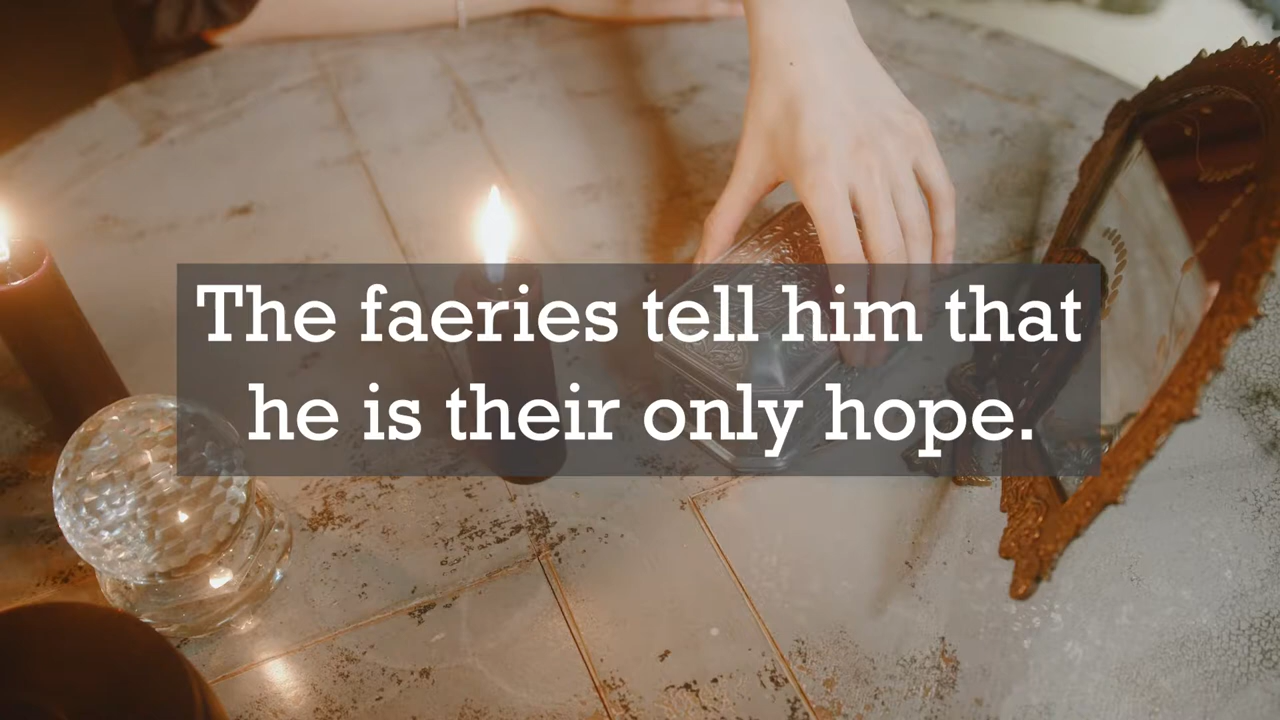 The faeries tell him that
he is their only hope.